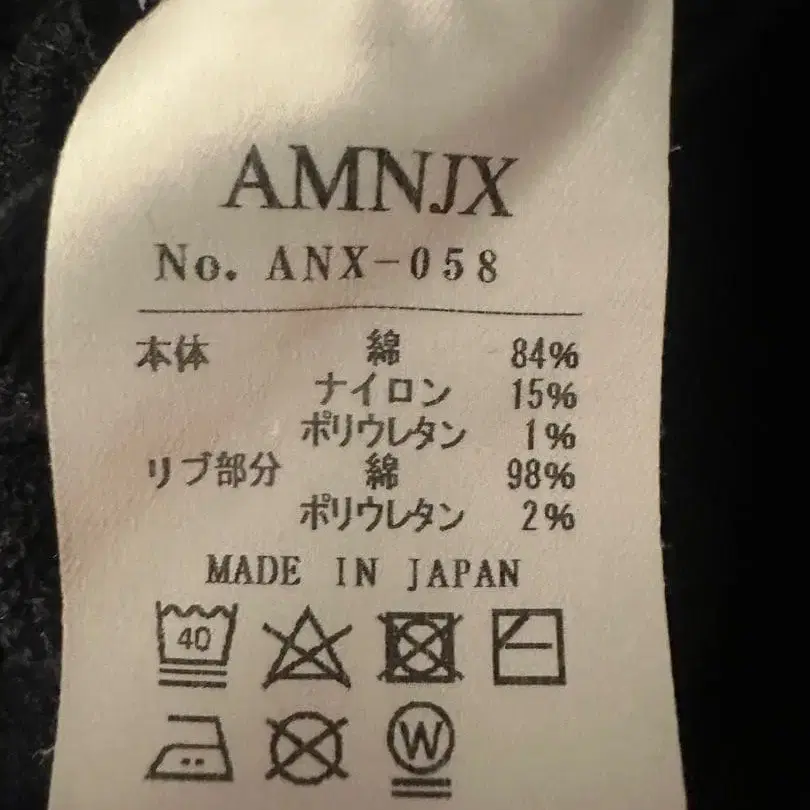 AMNJX
No. ANX-058
本体 綿 84%
ナイロン 15%
ポリウレタン 1%
リブ部分 綿 98%
ポリウレタン 2%
MADE IN JAPAN
40
W